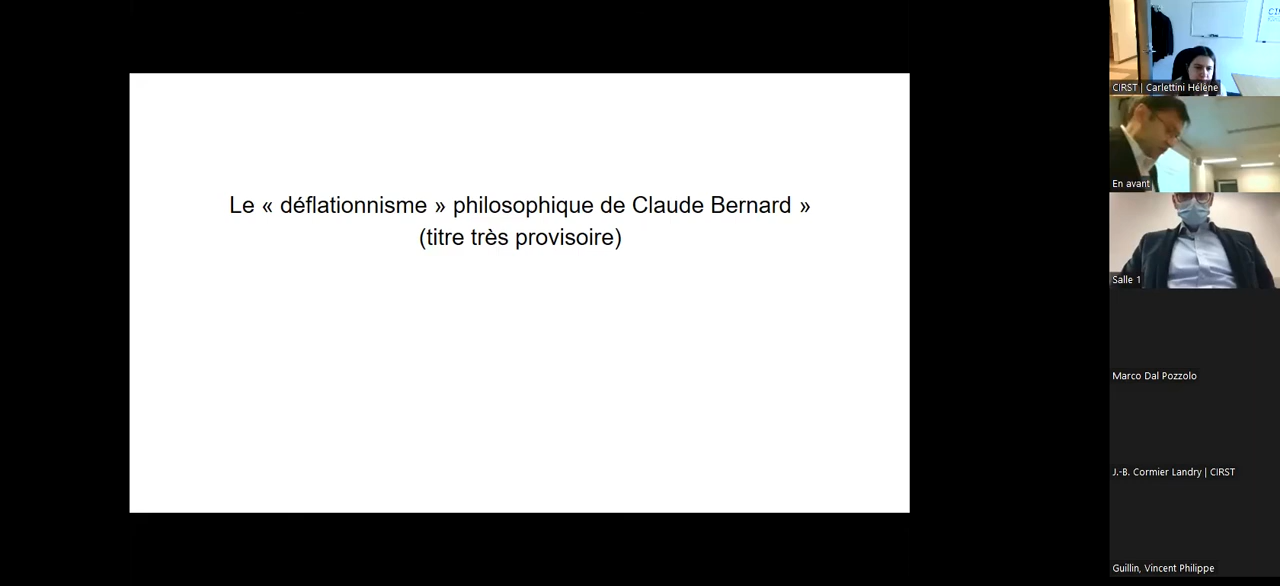 Le « déflationnisme » philosophique de Claude Bernard »
(titre très provisoire)
CIRST | Carlettini Hélène
En avant
Salle 1
Marco Dal Pozzolo
J.-B. Cormier Landry | CIRST
Guillin, Vincent Philippe